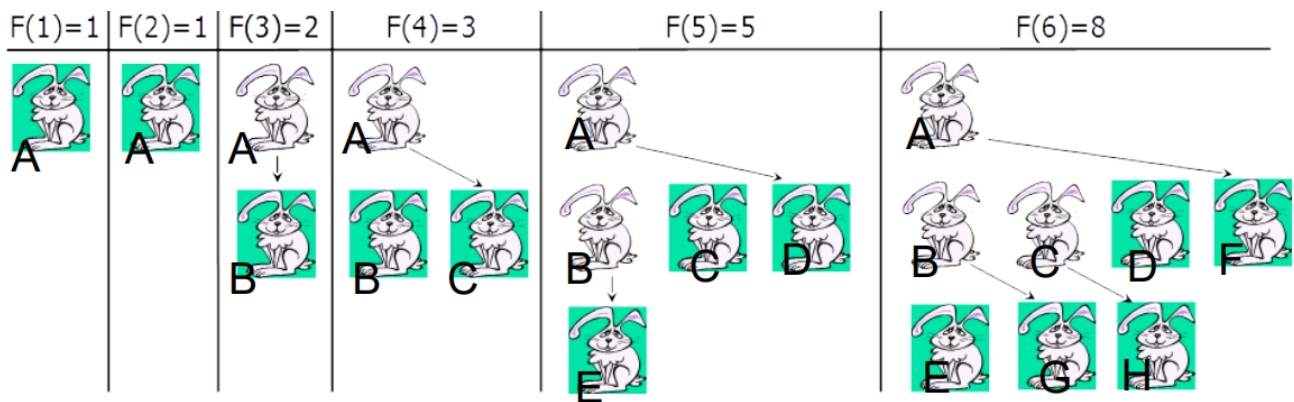 F(1)=1 F(2)=1 F(3)=2 F(4)=3 F(5)=5 F(6)=8
A A A A A A
B B C B C D B C D F
E E G H